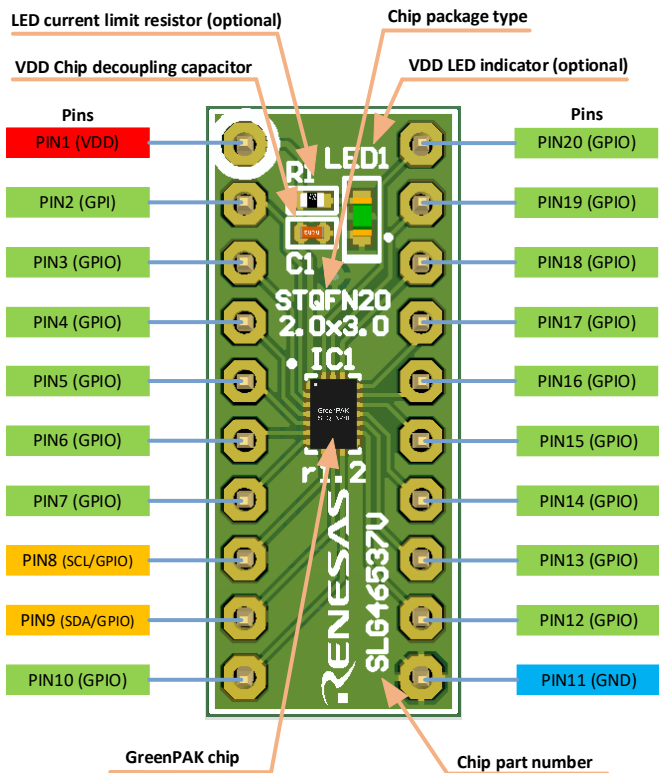 LED current limit resistor (optional)
Chip package type
VDD Chip decoupling capacitor
VDD LED indicator (optional)
Pins
Pins
PIN1 (VDD)
PIN20 (GPIO)
PIN2 (GPI)
PIN19 (GPIO)
PIN3 (GPIO)
PIN18 (GPIO)
PIN4 (GPIO)
PIN17 (GPIO)
PIN5 (GPIO)
PIN16 (GPIO)
PIN6 (GPIO)
PIN15 (GPIO)
PIN7 (GPIO)
PIN14 (GPIO)
PIN8 (SCL/GPIO)
PIN13 (GPIO)
PIN9 (SDA/GPIO)
PIN12 (GPIO)
PIN10 (GPIO)
PIN11 (GND)
LED1
R1
C1
STQFN20
2.0x3.0
IC1
GreenPAK
r1.2
RENESAS
SLG46537V
GreenPAK chip
Chip part number